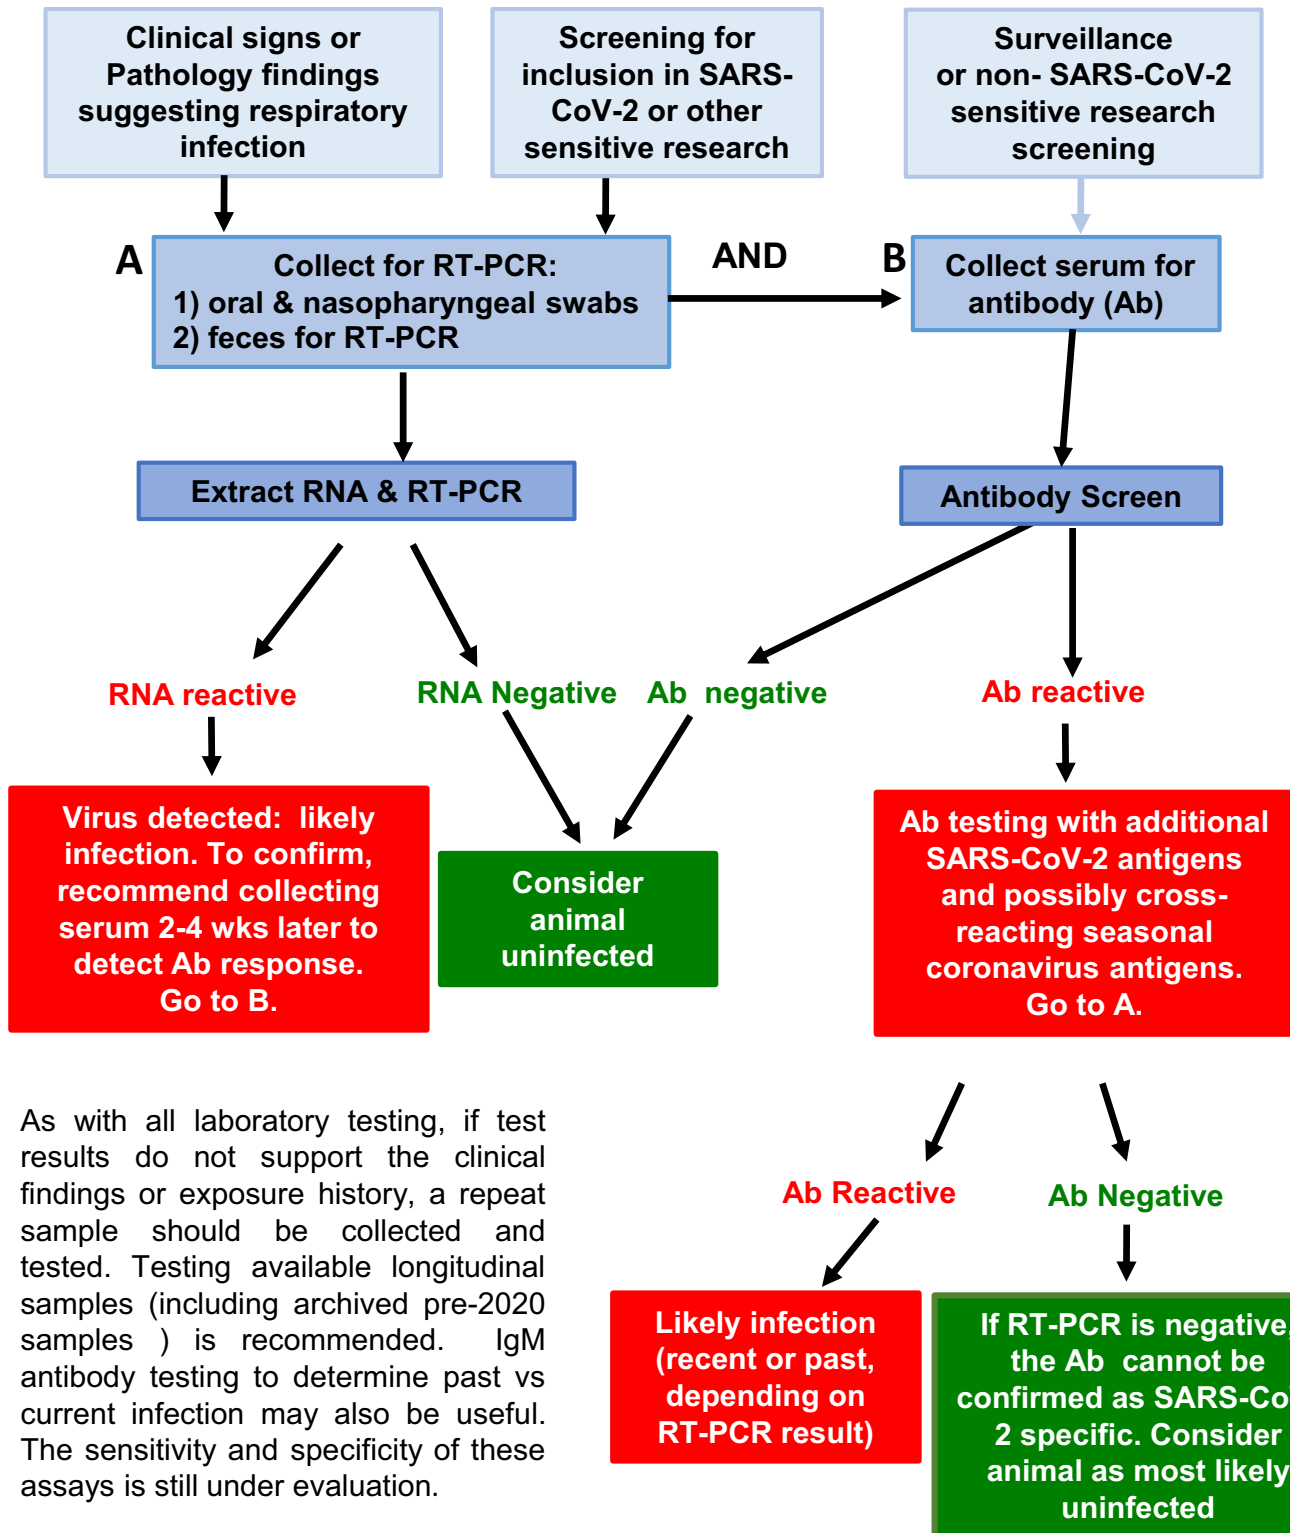 Clinical signs or
Pathology findings
suggesting respiratory
infection
Screening for
inclusion in SARS-
CoV-2 or other
sensitive research
Surveillance
or non- SARS-CoV-2
sensitive research
screening
A
Collect for RT-PCR:
1) oral & nasopharyngeal swabs
2) feces for RT-PCR
AND
B
Collect serum for
antibody (Ab)
Extract RNA & RT-PCR
Antibody Screen
RNA reactive
RNA Negative
Ab negative
Ab reactive
Virus detected: likely
infection. To confirm,
recommend collecting
serum 2-4 wks later to
detect Ab response.
Go to B.
Consider
animal
uninfected
Ab testing with additional
SARS-CoV-2 antigens
and possibly cross-
reacting seasonal
coronavirus antigens.
Go to A.
As with all laboratory testing, if test
results do not support the clinical
findings or exposure history, a repeat
sample should be collected and
tested. Testing available longitudinal
samples (including archived pre-2020
samples ) is recommended. IgM
antibody testing to determine past vs
current infection may also be useful.
The sensitivity and specificity of these
assays is still under evaluation.
Ab Reactive
Ab Negative
Likely infection
(recent or past,
depending on
RT-PCR result)
If RT-PCR is negative,
the Ab cannot be
confirmed as SARS-CoV
2 specific. Consider
animal as most likely
uninfected